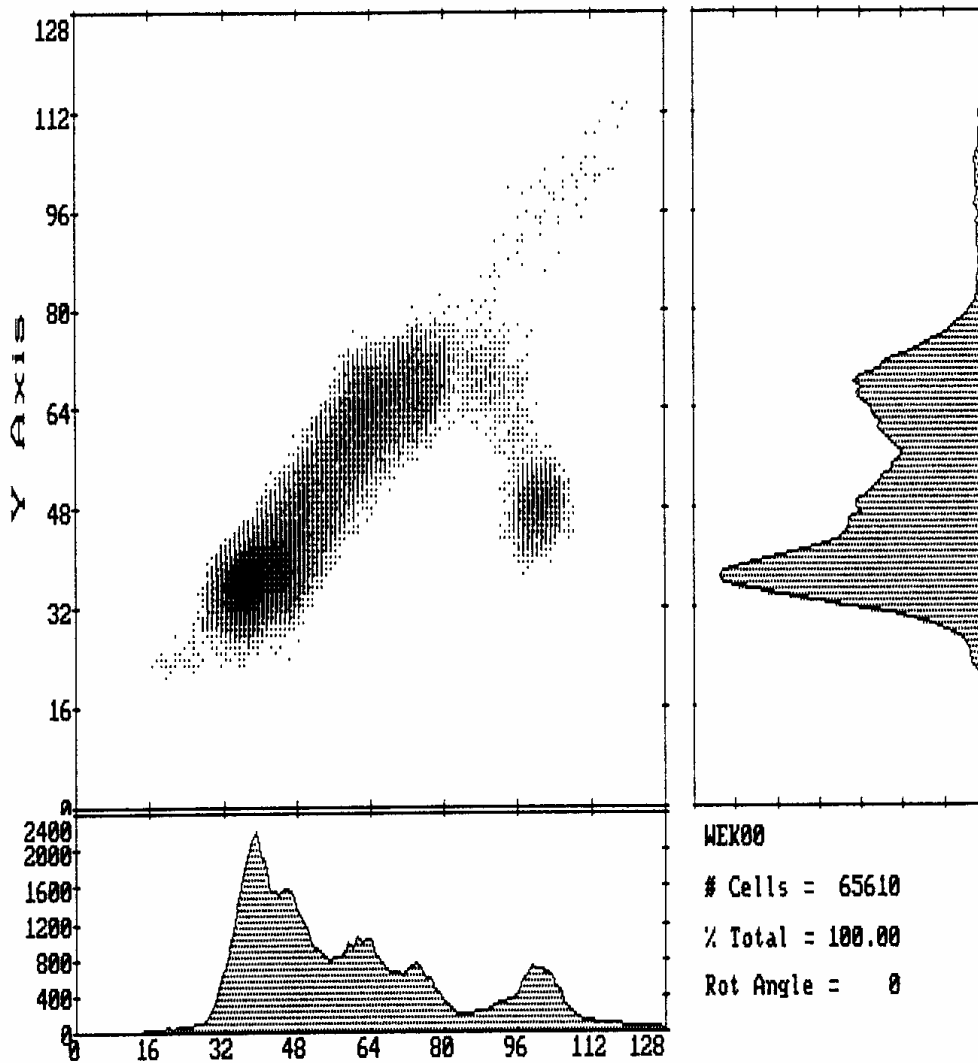 128
112
96
80
64
48
32
16
0
Y Axis
2400
2000
1600
1200
800
400
0
0 16 32 48 64 80 96 112 128
WEK00
# Cells = 65610
% Total = 100.00
Rot Angle = 0